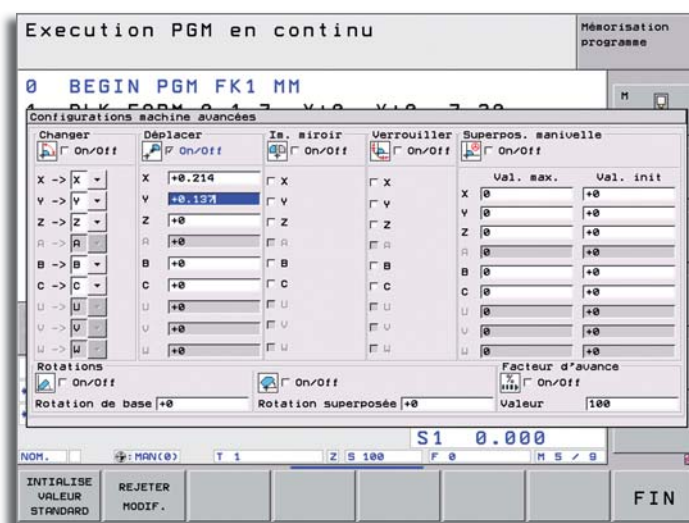 Execution PGM en continu
Mémorisation
programme
0 BEGIN PGM FK1 MM
M
Configurations machine avancées
Changer Déplacer Im. miroir Verrouiller Superpos. manivelle
On/Off On/Off On/Off On/Off On/Off
Val. max. Val. init
X -> X X +0.214 X X X 0 +0
Y -> Y Y +0.137 Y Y Y 0 +0
Z -> Z Z +0 Z Z Z 0 +0
A -> A A +0 A A A 0 +0
B -> B B +0 B B B 0 +0
C -> C C +0 C C C 0 +0
U -> U U +0 U U U 0 +0
V -> V V +0 V V V 0 +0
W -> W W +0 W W W 0 +0
Rotations Facteur d'avance
On/Off On/Off % On/Off
Rotation de base +0 Rotation superposée +0 Valeur 100
S1 0.000
NOM. : MAN(0) T 1 Z S 100 F 0 M 5 / 9
INTIALISE
VALEUR
STANDARD
REJETER
MODIF.
FIN